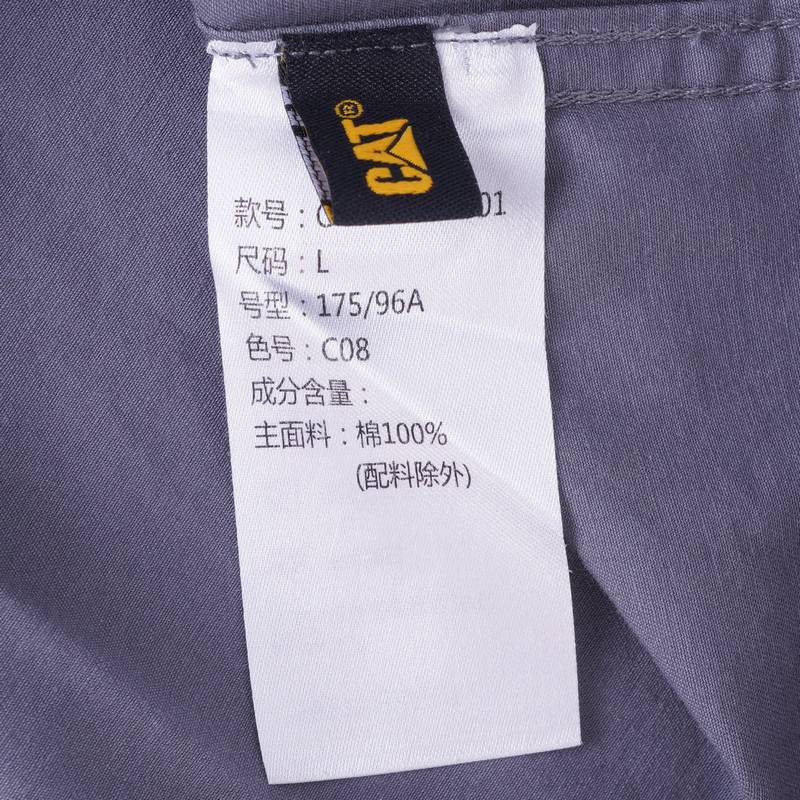 CAT®
款号：
01
尺码：L
号型：175/96A
色号：C08
成分含量：
主面料：棉100%
(配料除外)